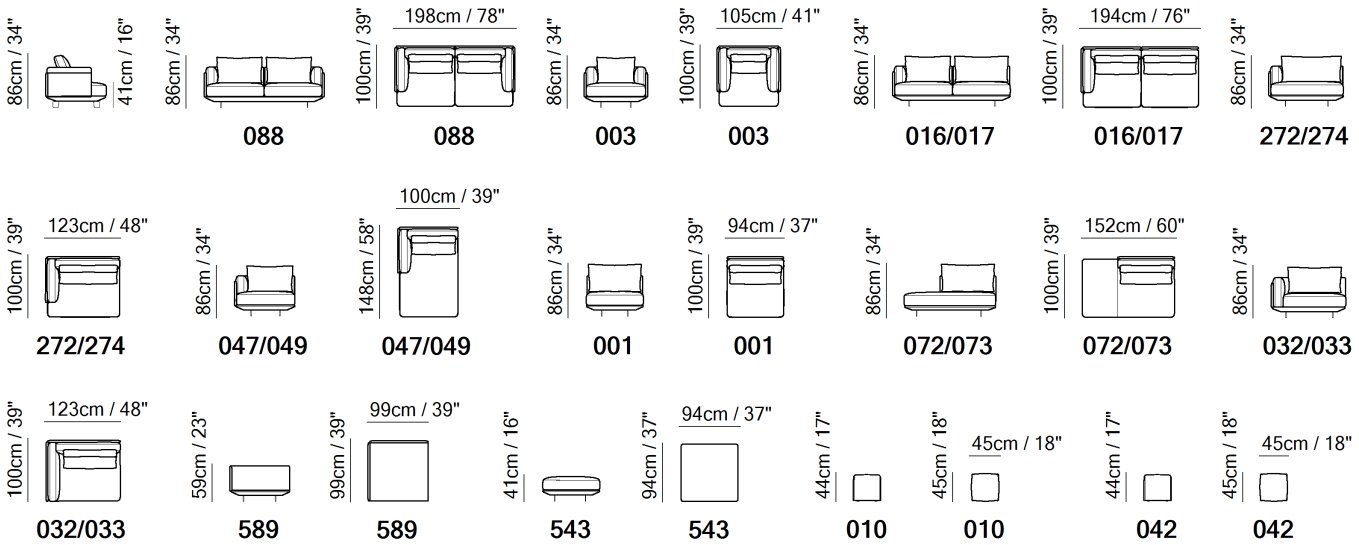 86cm / 34"
41cm / 16"
86cm / 34"
088
100cm / 39"
198cm / 78"
088
86cm / 34"
003
100cm / 39"
105cm / 41"
003
86cm / 34"
016/017
100cm / 39"
194cm / 76"
016/017
86cm / 34"
272/274
100cm / 39"
123cm / 48"
272/274
86cm / 34"
047/049
148cm / 58"
100cm / 39"
047/049
86cm / 34"
001
100cm / 39"
94cm / 37"
001
86cm / 34"
072/073
100cm / 39"
152cm / 60"
072/073
86cm / 34"
032/033
100cm / 39"
123cm / 48"
032/033
59cm / 23"
589
99cm / 39"
99cm / 39"
589
41cm / 16"
543
94cm / 37"
94cm / 37"
543
44cm / 17"
010
45cm / 18"
45cm / 18"
010
44cm / 17"
042
45cm / 18"
45cm / 18"
042